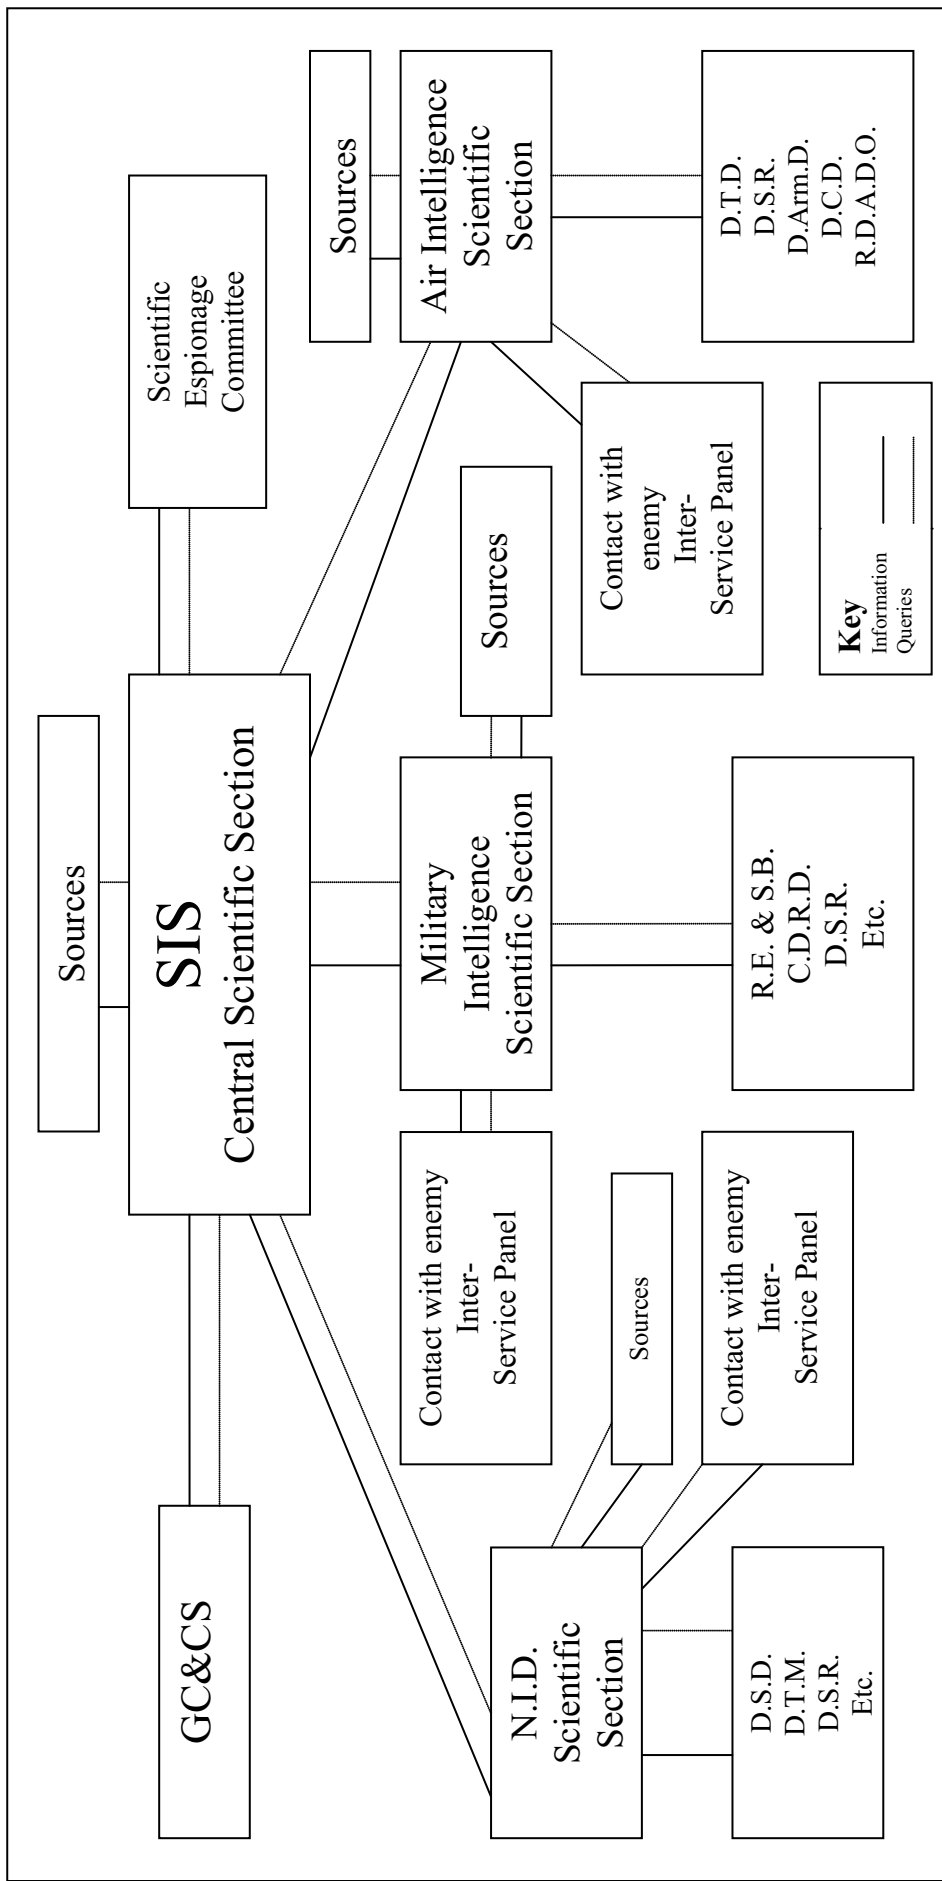 Sources
SIS
Central Scientific Section
GC&CS
Scientific
Espionage
Committee
Sources
Air Intelligence
Scientific
Section
Military
Intelligence
Scientific Section
Sources
Contact with enemy
Inter-
Service Panel
N.I.D.
Scientific
Section
Sources
Contact with enemy
Inter-
Service Panel
Contact with
enemy
Inter-
Service Panel
D.S.D.
D.T.M.
D.S.R.
Etc.
R.E. & S.B.
C.D.R.D.
D.S.R.
Etc.
D.T.D.
D.S.R.
D.Arm.D.
D.C.D.
R.D.A.D.O.
Key
Information
Queries